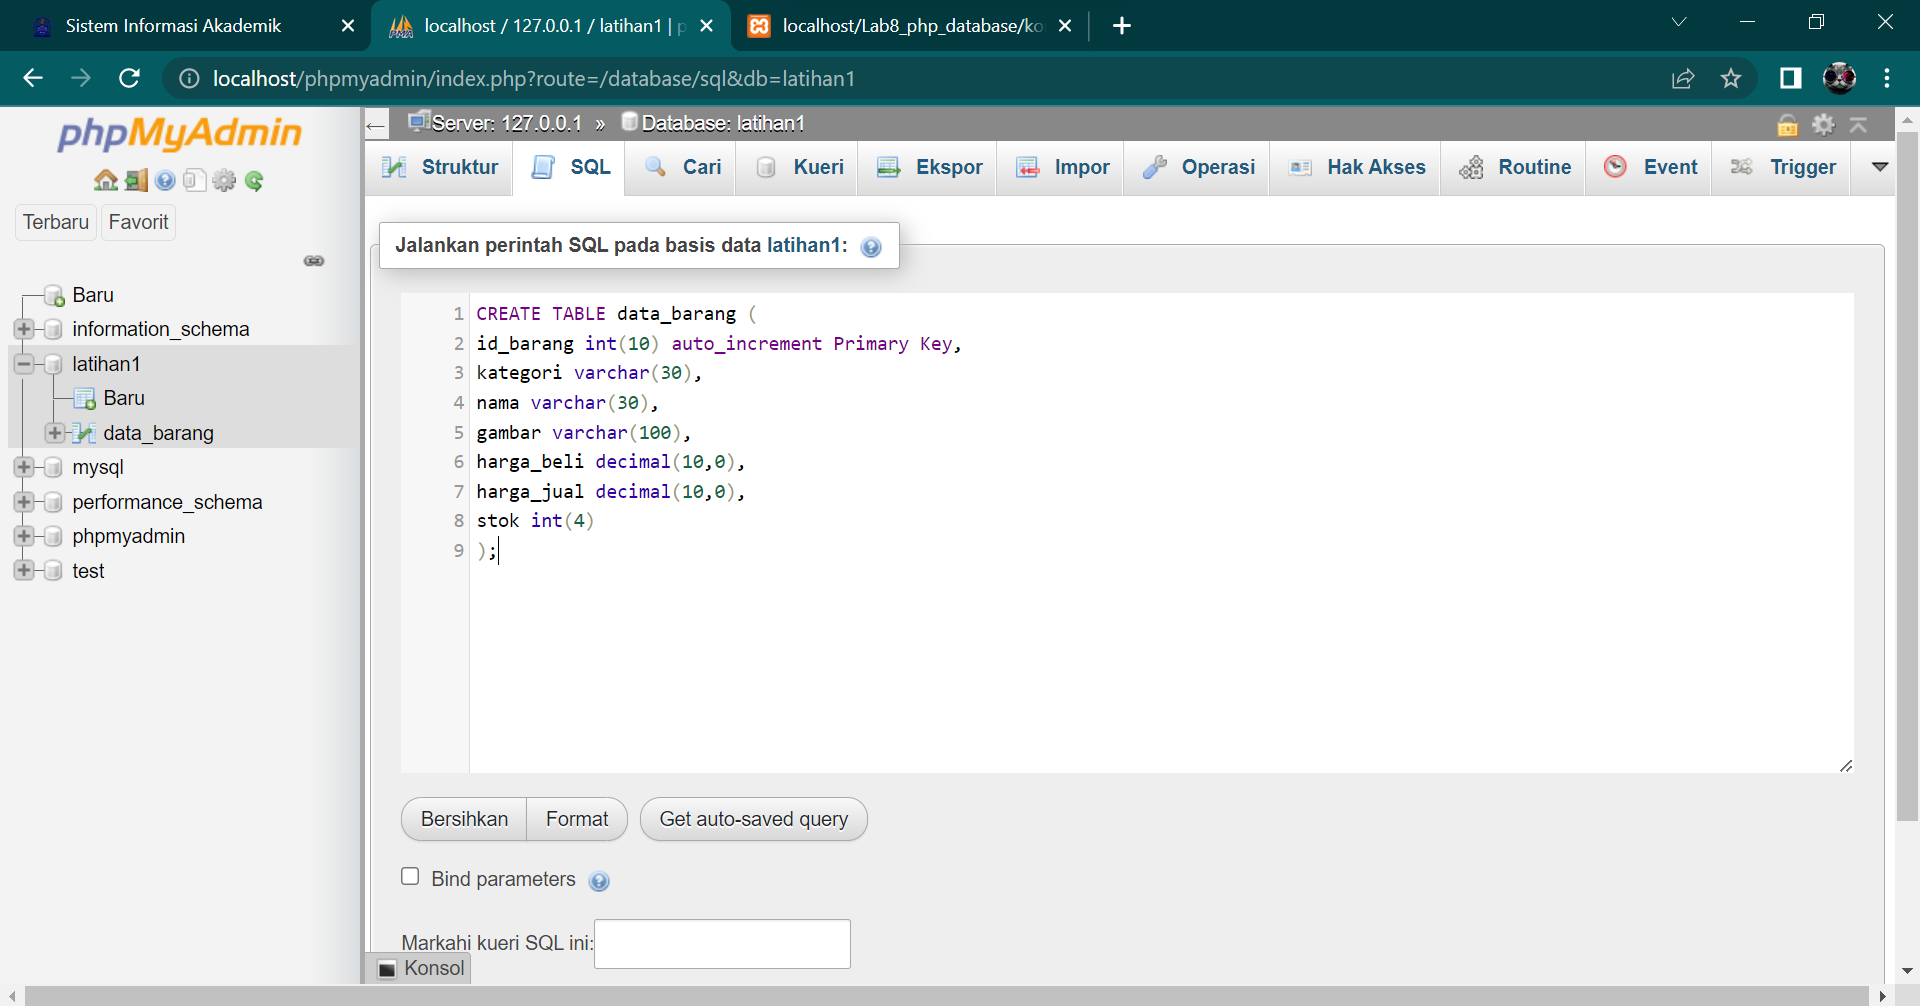 Sistem Informasi Akademik
localhost / 127.0.0.1 / latihan1 | p
localhost/Lab8_php_database/ko
localhost/phpmyadmin/index.php?route=/database/sql&db=latihan1
phpMyAdmin
Terbaru Favorit
Baru
information_schema
latihan1
Baru
data_barang
mysql
performance_schema
phpmyadmin
test
Server: 127.0.0.1 » Database: latihan1
Struktur SQL Cari Kueri Ekspor Impor Operasi Hak Akses Routine Event Trigger
Jalankan perintah SQL pada basis data latihan1:
1 CREATE TABLE data_barang (
2 id_barang int(10) auto_increment Primary Key,
3 kategori varchar(30),
4 nama varchar(30),
5 gambar varchar(100),
6 harga_beli decimal(10,0),
7 harga_jual decimal(10,0),
8 stok int(4)
9 );
Bersihkan Format Get auto-saved query
Bind parameters
Markahi kueri SQL ini:
Konsol